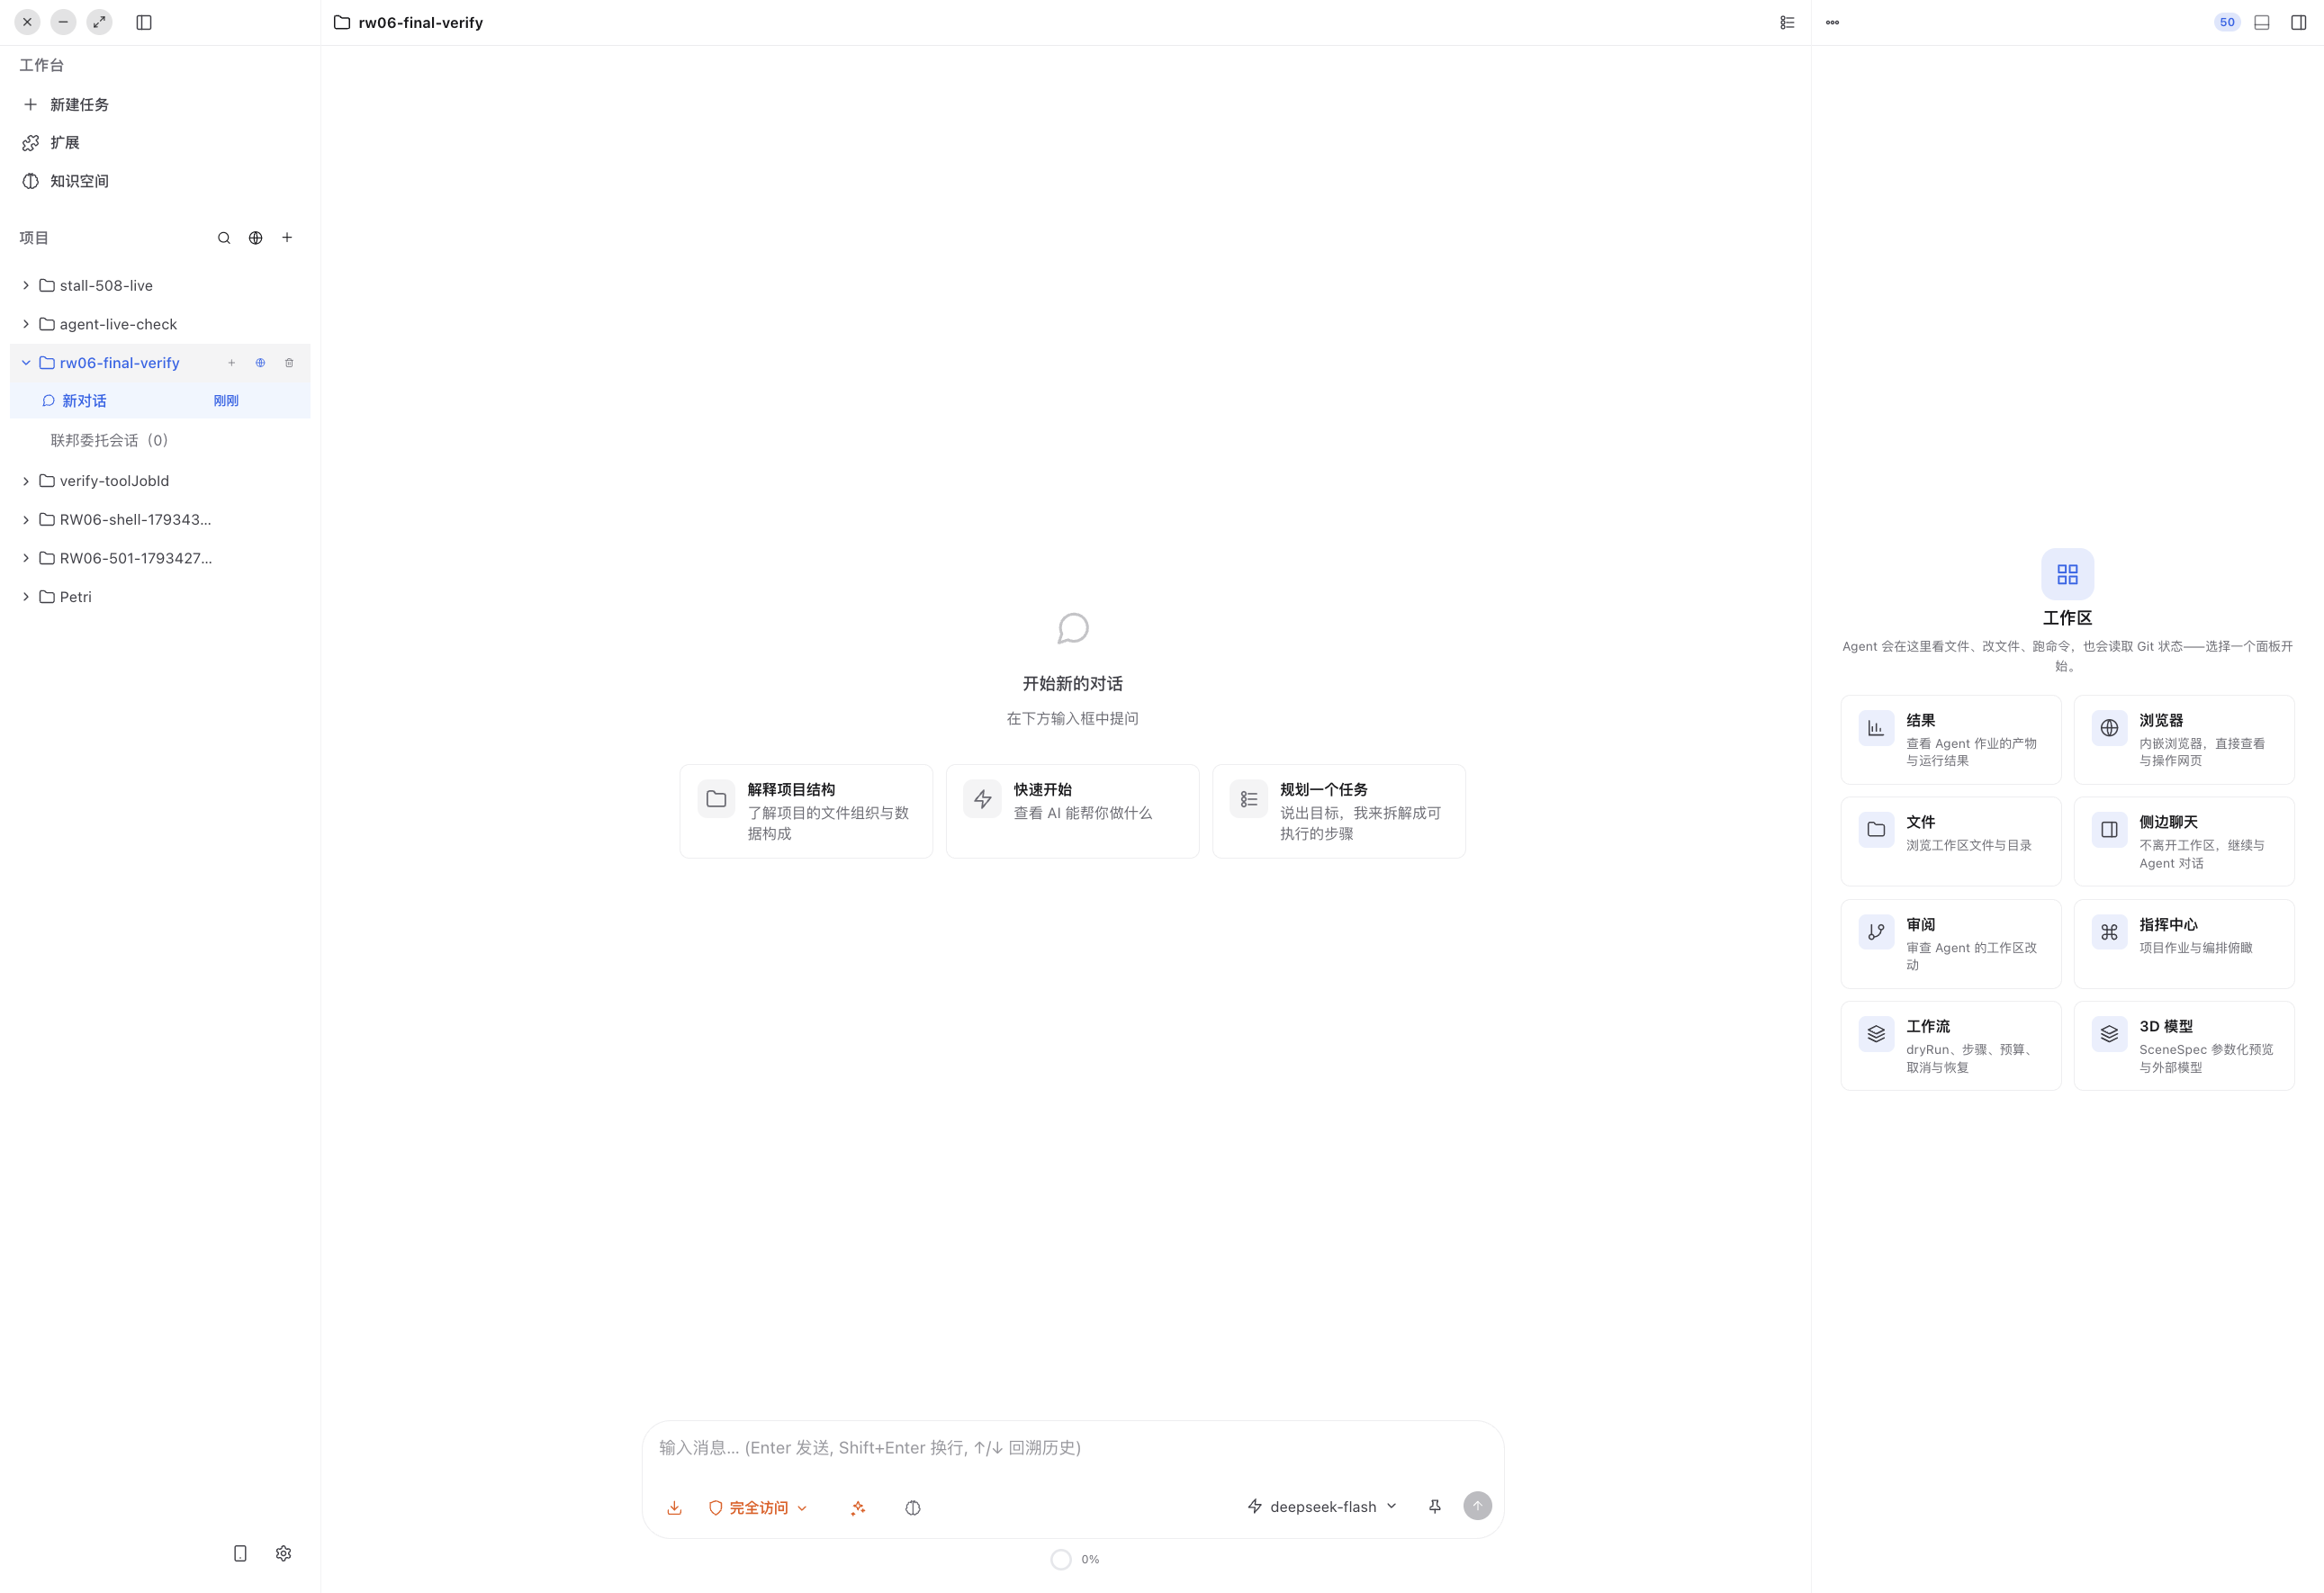 rw06-final-verify
50
工作台
新建任务
扩展
知识空间
项目
stall-508-live
agent-live-check
rw06-final-verify
新对话
刚刚
联邦委托会话（0）
verify-toolJobId
RW06-shell-179343...
RW06-501-1793427...
Petri
开始新的对话
在下方输入框中提问
解释项目结构
了解项目的文件组织与数
据构成
快速开始
查看 AI 能帮你做什么
规划一个任务
说出目标，我来拆解成可
执行的步骤
输入消息... (Enter 发送, Shift+Enter 换行, ↑/↓ 回溯历史)
完全访问
deepseek-flash
0%
工作区
Agent 会在这里看文件、改文件、跑命令，也会读取 Git 状态——选择一个面板开
始。
结果
查看 Agent 作业的产物
与运行结果
浏览器
内嵌浏览器，直接查看
与操作网页
文件
浏览工作区文件与目录
侧边聊天
不离开工作区，继续与
Agent 对话
审阅
审查 Agent 的工作区改
动
指挥中心
项目作业与编排俯瞰
工作流
dryRun、步骤、预算、
取消与恢复
3D 模型
SceneSpec 参数化预览
与外部模型